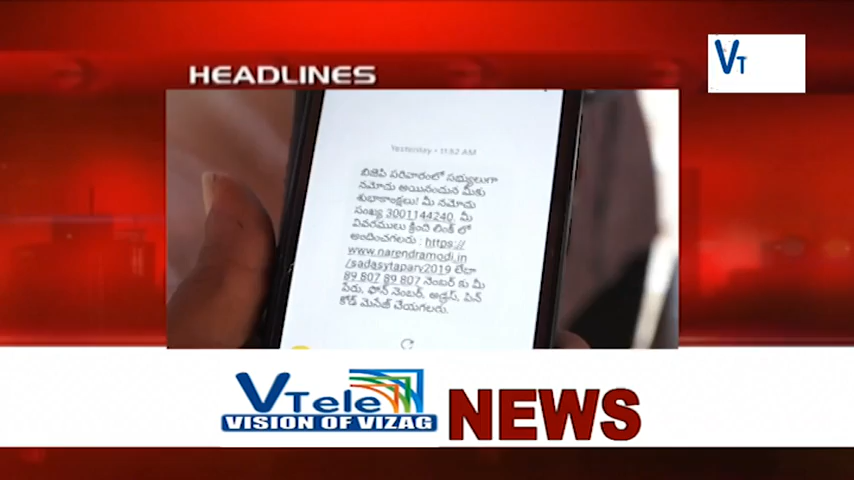 HEADLINES
VT
Yesterday • 11:52 AM
బిజెపి పరివారంలో సభ్యులుగా
నమోదు అయినందున మీకు
శుభాకాంక్షలు! మీ నమోదు
సంఖ్య 3001144240. మీ
వివరములు క్రింది లింక్ లో
అందించగలరు : https://
www.narendramodi.in
/sadasytaparv2019 లేదా
89 807 89 807 నెంబర్ కు మీ
పేరు, ఫోన్ నెంబర్, అడ్రస్, పిన్
కోడ్ మెసేజ్ చేయగలరు.
VTele
VISION OF VIZAG
NEWS